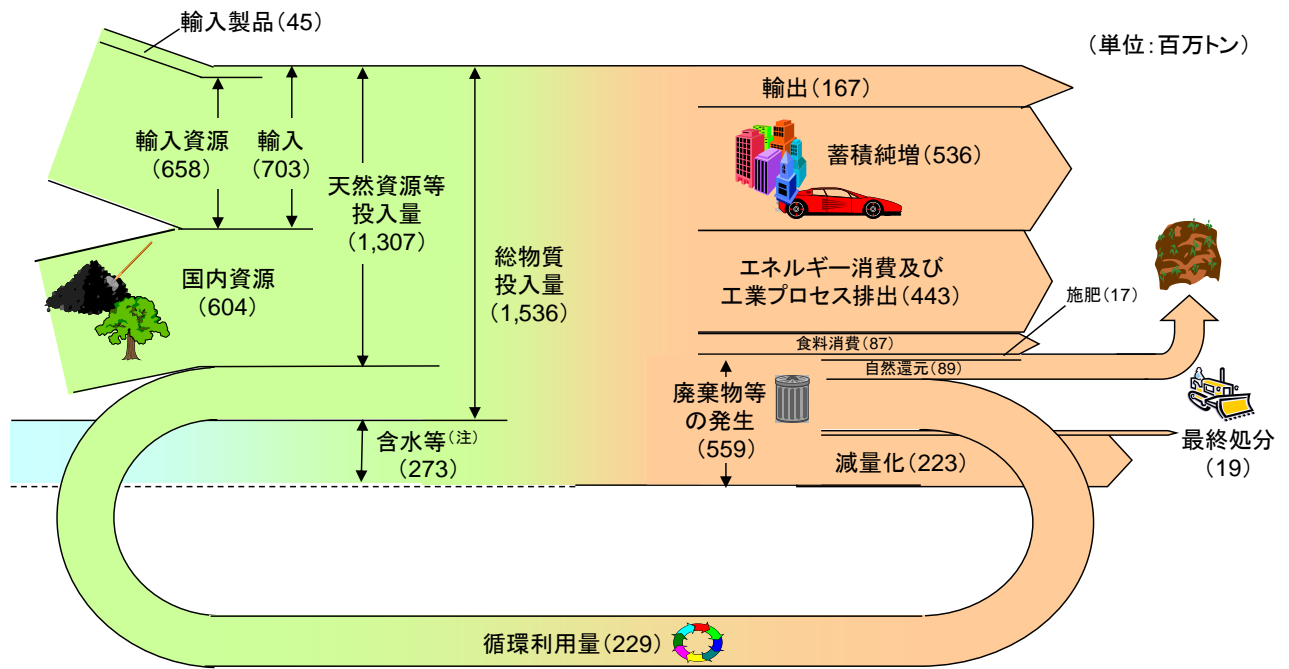 輸入製品（45）
（単位：百万トン）
輸出（167）
輸入資源
（658）
輸入
（703）
蓄積純増（536）
天然資源等
投入量
（1,307）
総物質
投入量
（1,536）
国内資源
（604）
エネルギー消費及び
工業プロセス排出（443）
施肥（17）
食料消費（87）
自然還元（89）
廃棄物等
の発生
（559）
含水等（注）
（273）
減量化（223）
最終処分
（19）
循環利用量（229）